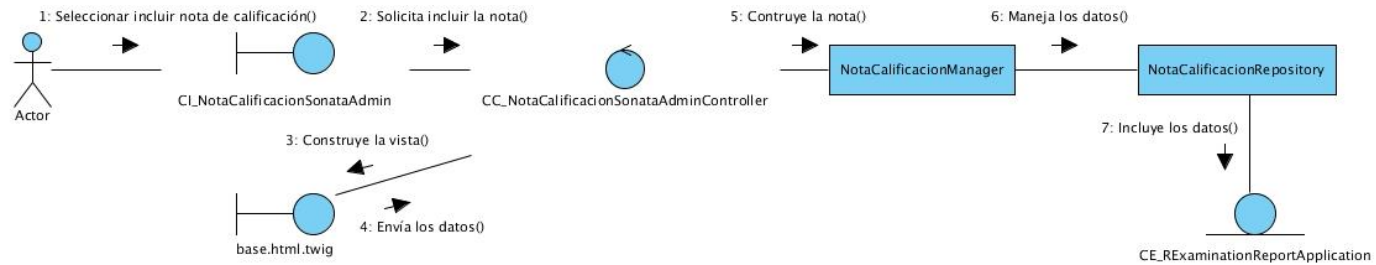 1: Seleccionar incluir nota de calificación()
2: Solicita incluir la nota()
5: Contruye la nota()
6: Maneja los datos()
NotaCalificacionManager
NotaCalificacionRepository
CI_NotaCalificacionSonataAdmin
CC_NotaCalificacionSonataAdminController
Actor
7: Incluye los datos()
3: Construye la vista()
4: Envía los datos()
base.html.twig
CE_RExaminationReportApplication